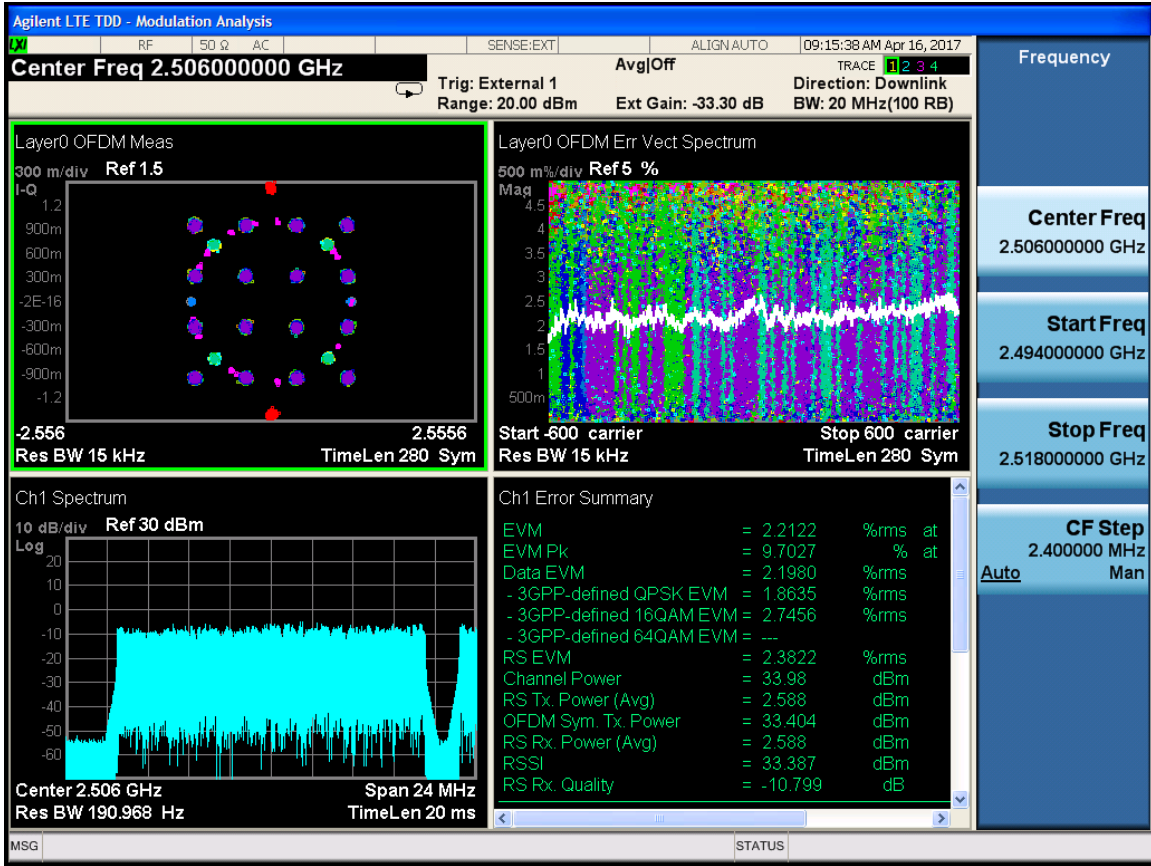 Agilent LTE TDD - Modulation Analysis
LXI RF 50 Ω AC SENSE:EXT ALIGN AUTO 09:15:38 AM Apr 16, 2017
Center Freq 2.506000000 GHz
Avg|Off
TRACE 1 2 3 4
Trig: External 1
Direction: Downlink
Range: 20.00 dBm Ext Gain: -33.30 dB BW: 20 MHz(100 RB)
Layer0 OFDM Meas
300 m/div Ref 1.5
I-Q
1.2
900m
600m
300m
-2E-16
-300m
-600m
-900m
-1.2
-2.556 2.5556
Res BW 15 kHz TimeLen 280 Sym
Layer0 OFDM Err Vect Spectrum
500 m%/div Ref 5 %
Mag
4.5
4
3.5
3
2.5
2
1.5
1
500m
Start -600 carrier Stop 600 carrier
Res BW 15 kHz TimeLen 280 Sym
Ch1 Spectrum
10 dB/div Ref 30 dBm
Log
20
10
0
-10
-20
-30
-40
-50
-60
Center 2.506 GHz Span 24 MHz
Res BW 190.968 Hz TimeLen 20 ms
Ch1 Error Summary
EVM = 2.2122 %rms at
EVM Pk = 9.7027 % at
Data EVM = 2.1980 %rms
- 3GPP-defined QPSK EVM = 1.8635 %rms
- 3GPP-defined 16QAM EVM = 2.7456 %rms
- 3GPP-defined 64QAM EVM = ---
RS EVM = 2.3822 %rms
Channel Power = 33.98 dBm
RS Tx. Power (Avg) = 2.588 dBm
OFDM Sym. Tx. Power = 33.404 dBm
RS Rx. Power (Avg) = 2.588 dBm
RSSI = 33.387 dBm
RS Rx. Quality = -10.799 dB
Frequency
Center Freq
2.506000000 GHz
Start Freq
2.494000000 GHz
Stop Freq
2.518000000 GHz
CF Step
2.400000 MHz
Auto Man
MSG STATUS